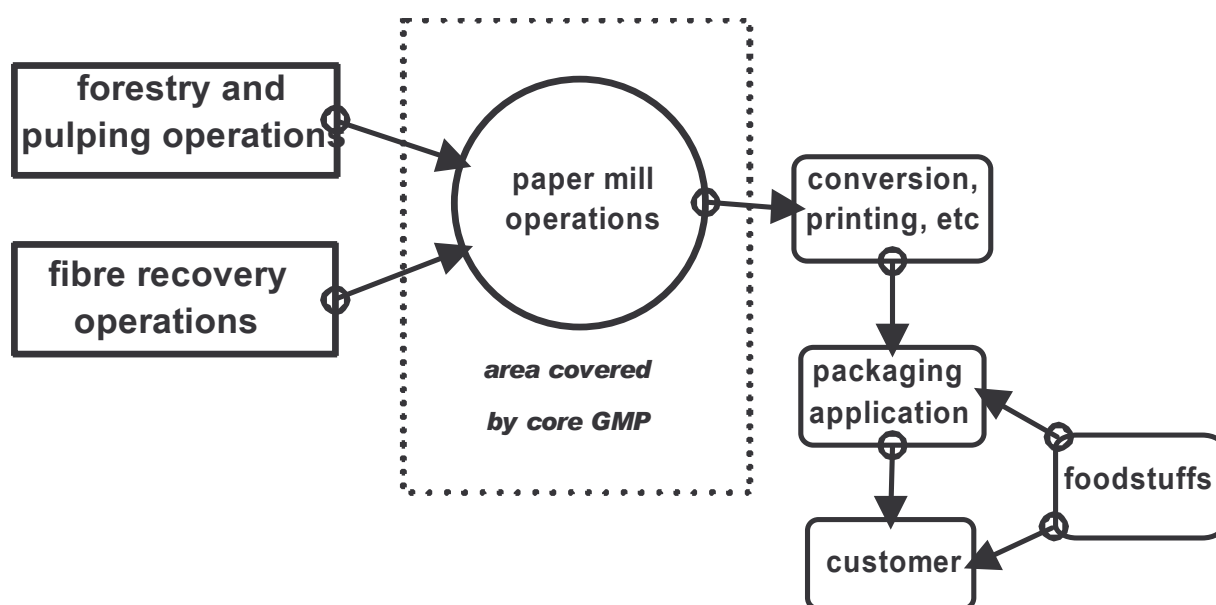 forestry and
pulping operations
fibre recovery
operations
paper mill
operations
area covered
by core GMP
conversion,
printing, etc
packaging
application
foodstuffs
customer